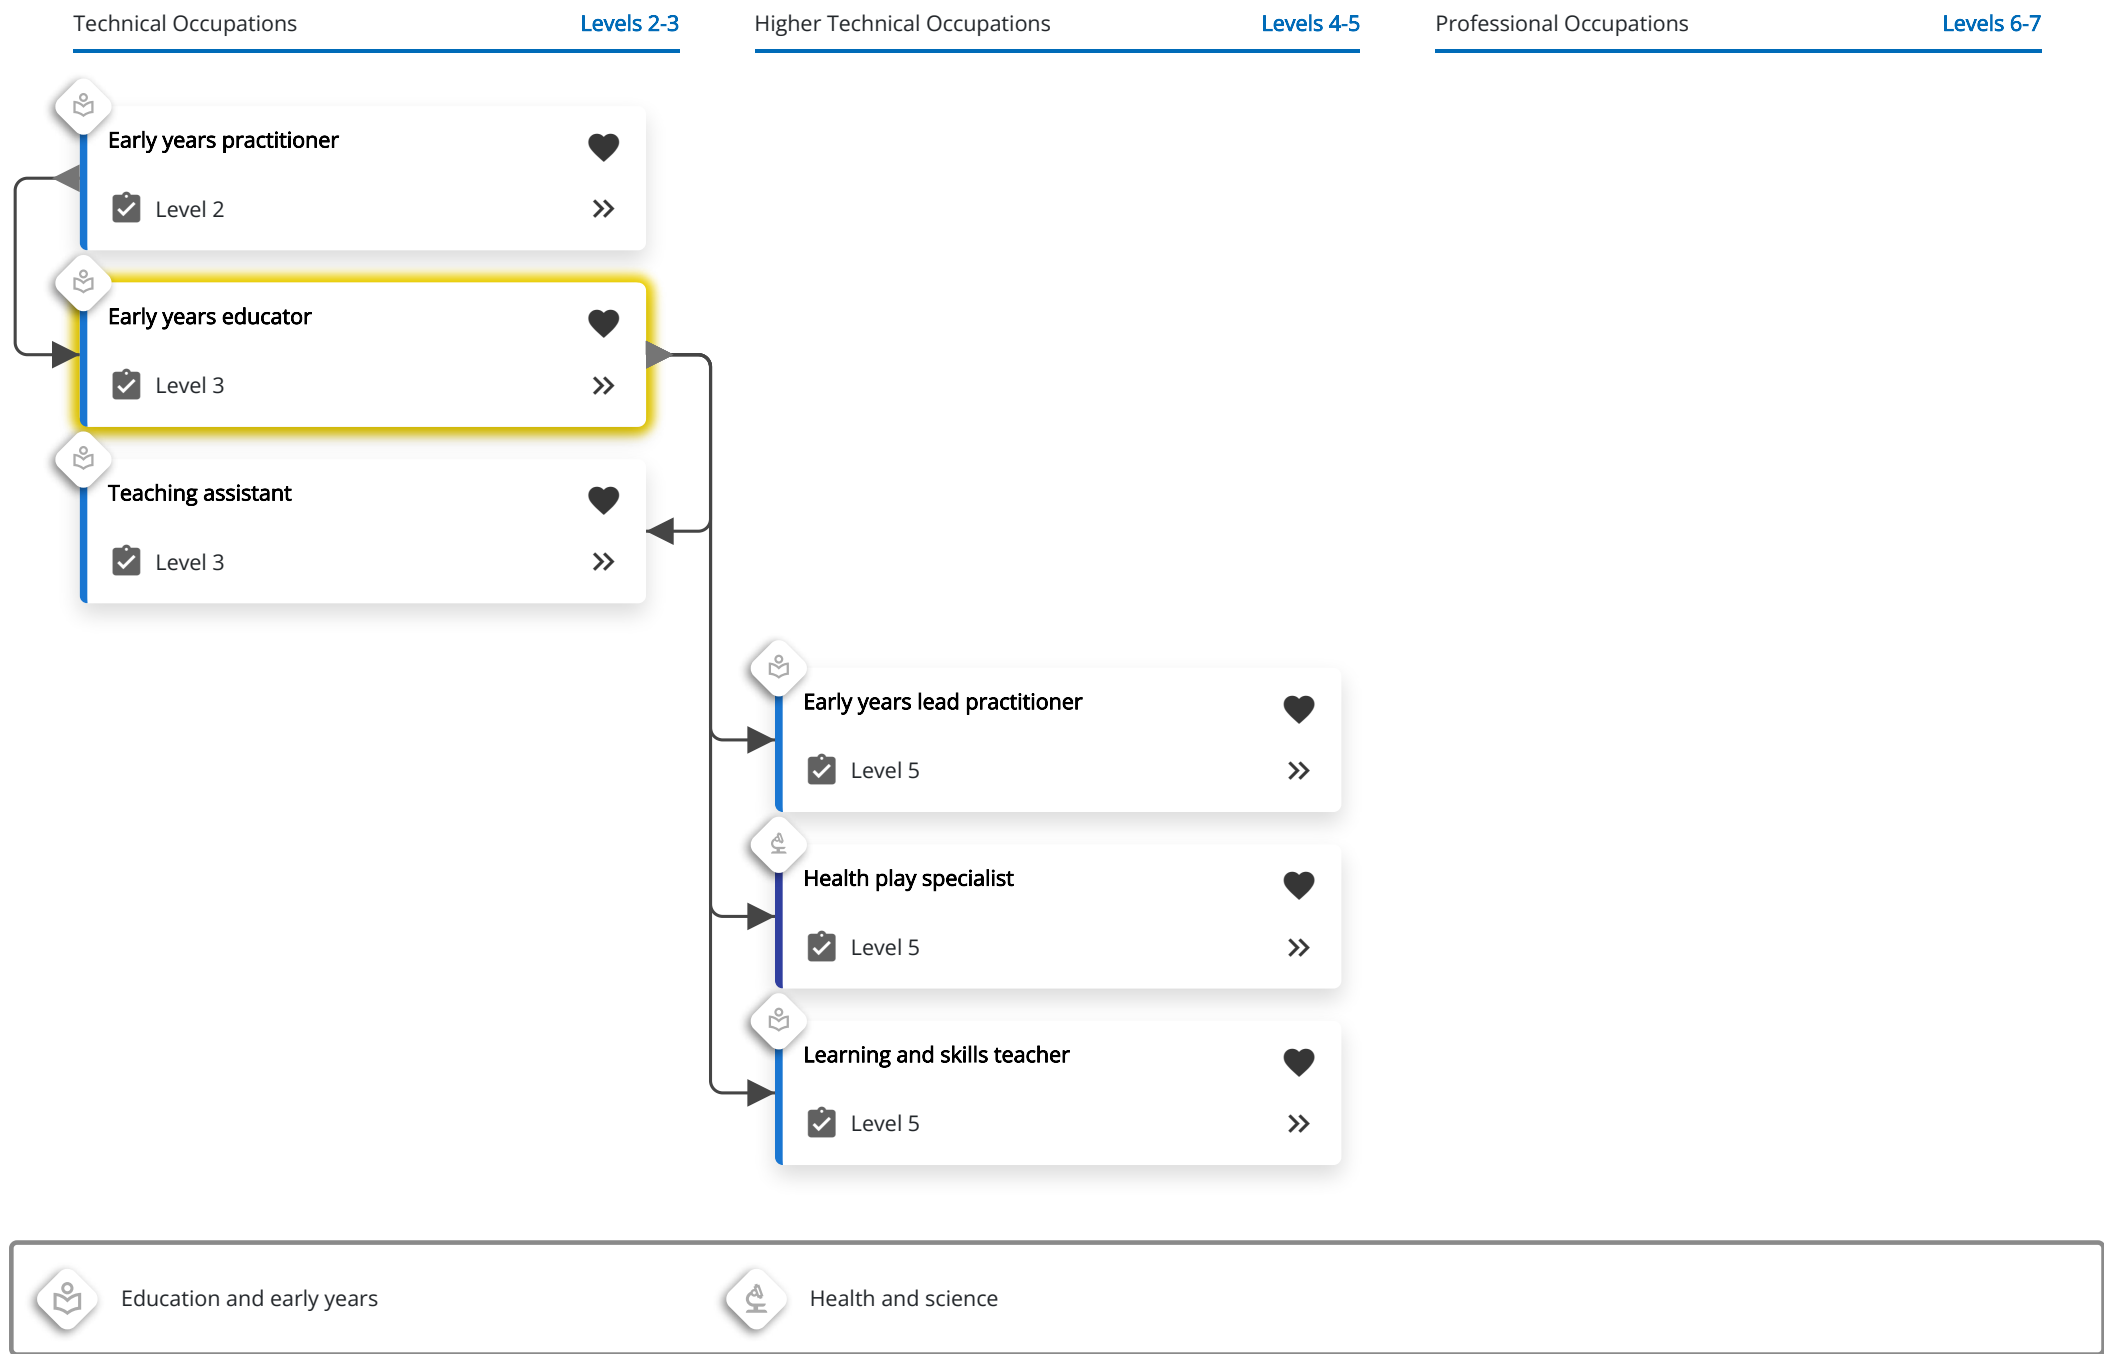 Technical Occupations Levels 2-3
Higher Technical Occupations Levels 4-5
Professional Occupations Levels 6-7
Early years practitioner
Level 2
Early years educator
Level 3
Teaching assistant
Level 3
Early years lead practitioner
Level 5
Health play specialist
Level 5
Learning and skills teacher
Level 5
Education and early years
Health and science